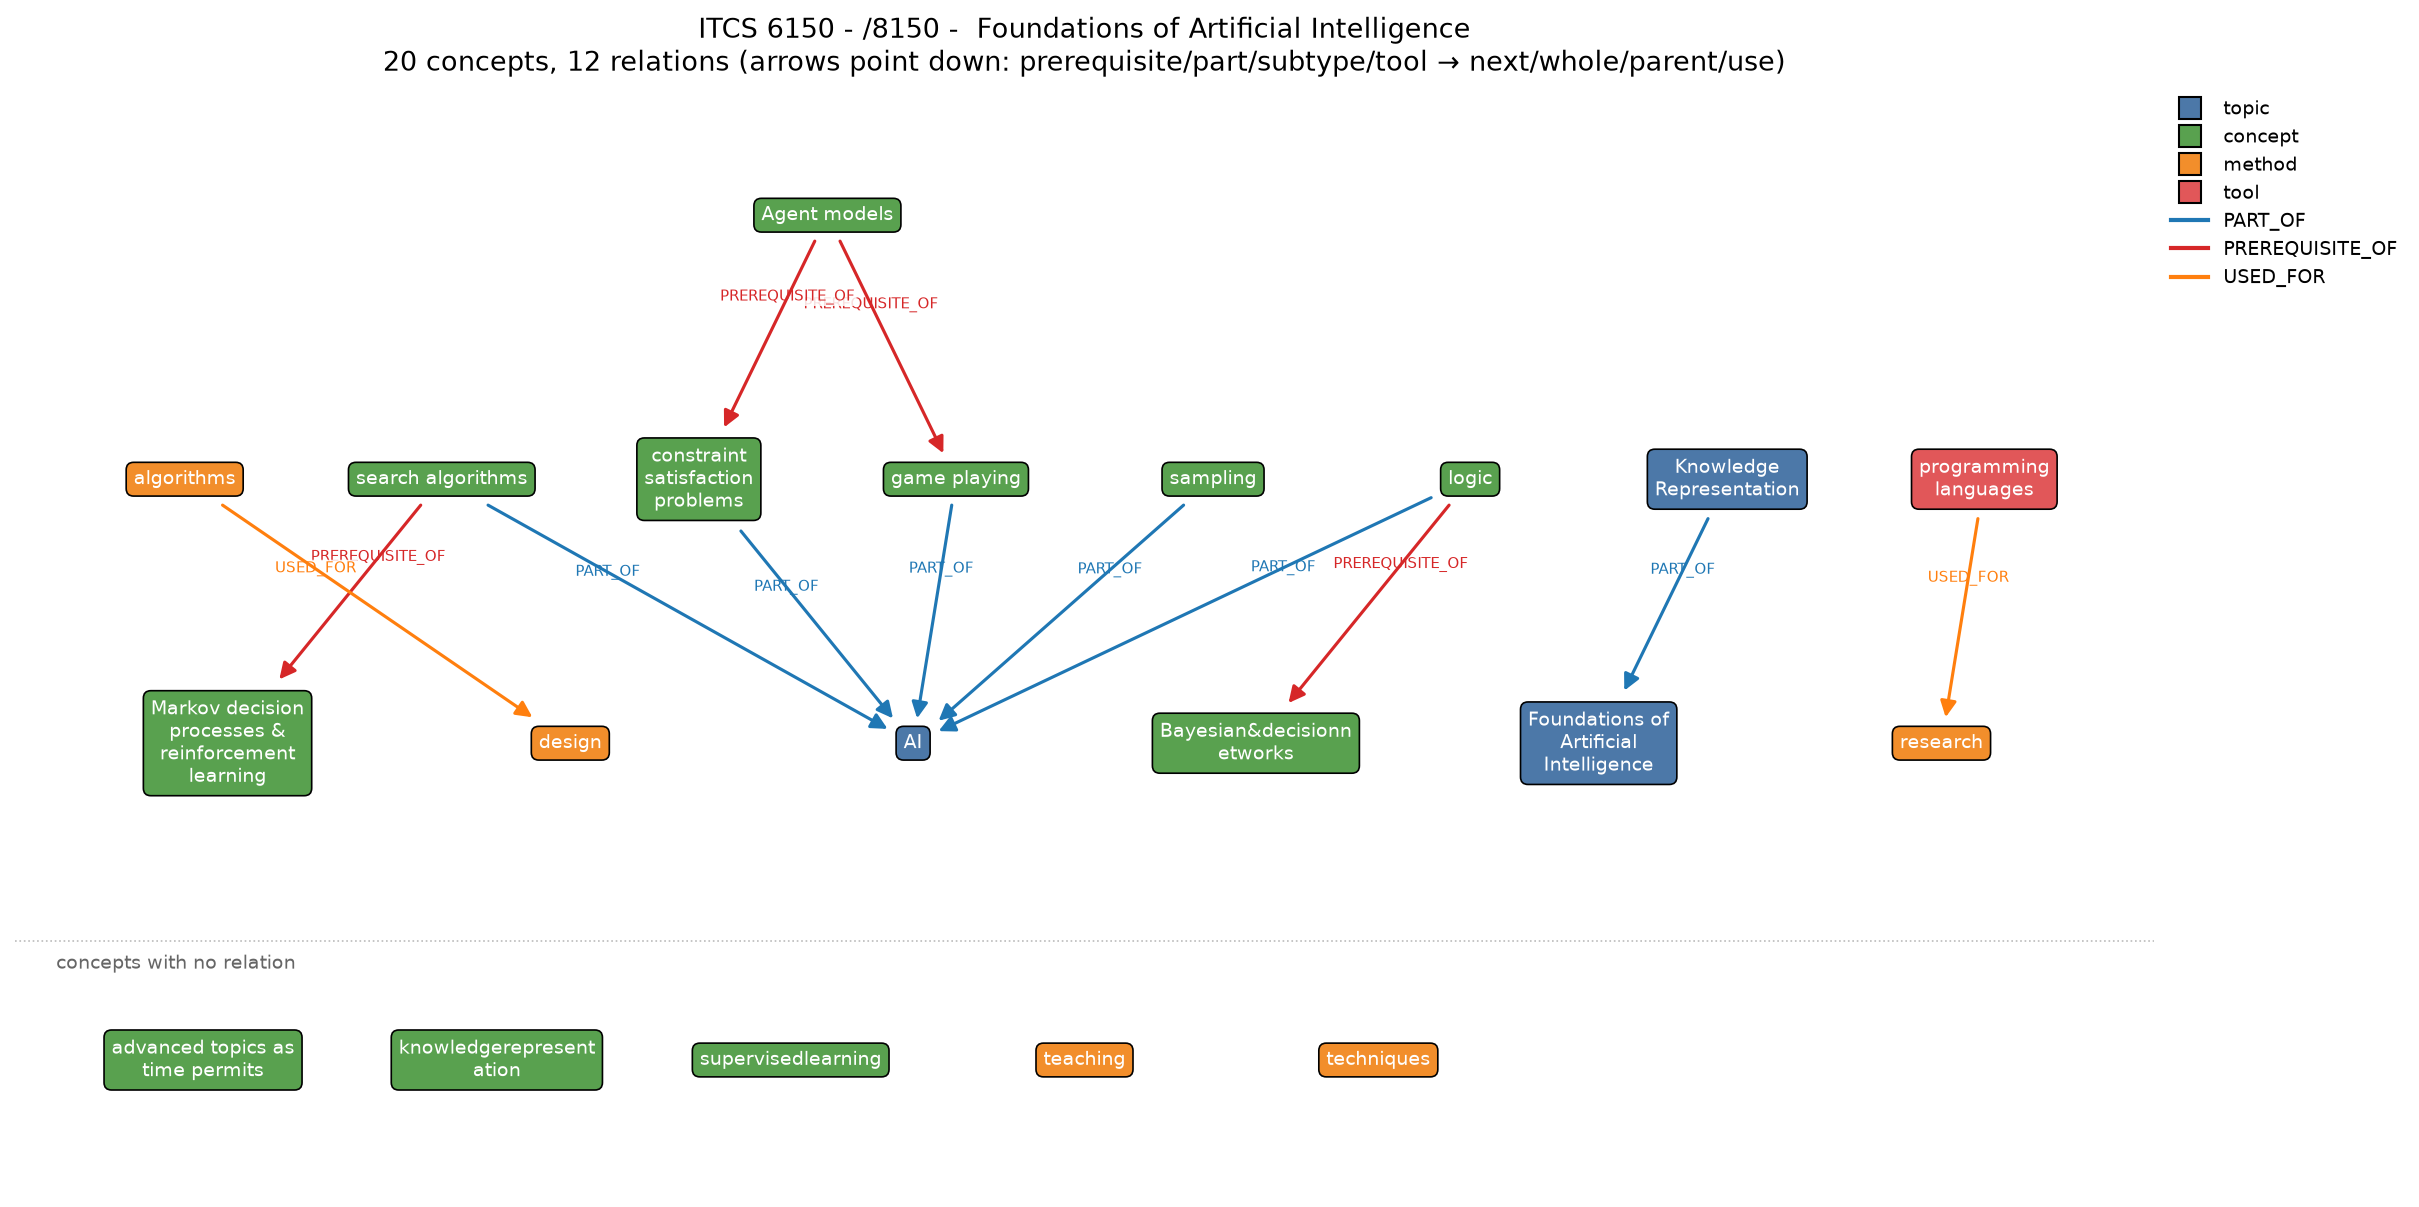 ITCS 6150 - /8150 -  Foundations of Artificial Intelligence
20 concepts, 12 relations (arrows point down: prerequisite/part/subtype/tool → next/whole/parent/use)
topic
concept
method
tool
PART_OF
PREREQUISITE_OF
USED_FOR
Agent models
PREREQUISITE_OF
PREREQUISITE_OF
algorithms
search algorithms
constraint
satisfaction
problems
game playing
sampling
logic
Knowledge
Representation
programming
languages
USED_FOR
PREREQUISITE_OF
PART_OF
PART_OF
PART_OF
PART_OF
PART_OF
PREREQUISITE_OF
PART_OF
USED_FOR
Markov decision
processes &
reinforcement
learning
design
AI
Bayesian&decisionn
etworks
Foundations of
Artificial
Intelligence
research
concepts with no relation
advanced topics as
time permits
knowledgerepresent
ation
supervisedlearning
teaching
techniques